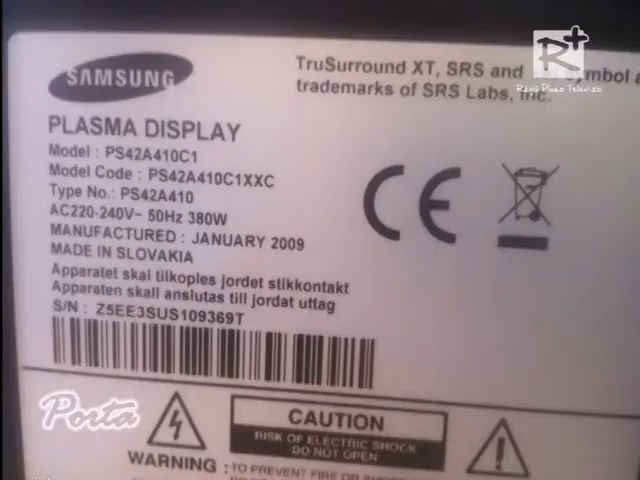 SAMSUNG
TruSurround XT, SRS and
trademarks of SRS Labs, Inc.
R+
PLASMA DISPLAY
Model : PS42A410C1
Model Code : PS42A410C1XXC
Type No.: PS42A410
AC220-240V~ 50Hz 380W
MANUFACTURED : JANUARY 2009
MADE IN SLOVAKIA
Apparatet skal tilkoples jordet stikkontakt
Apparaten skall anslutas till jordat uttag
S/N : Z5EE3SUS109369T
CE
Porta
CAUTION
RISK OF ELECTRIC SHOCK
DO NOT OPEN
WARNING : TO PREVENT FIRE OR